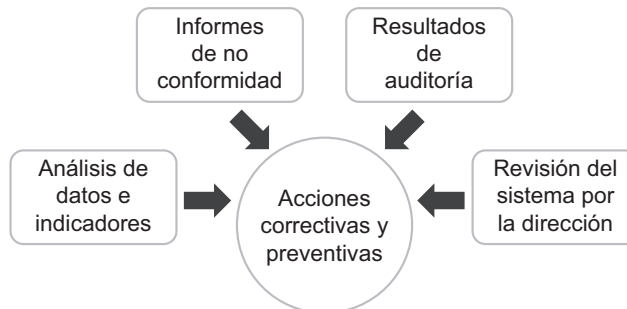 Informes
de no
conformidad
Resultados
de
auditoría
Análisis de
datos e
indicadores
Acciones
correctivas y
preventivas
Revisión del
sistema por
la dirección